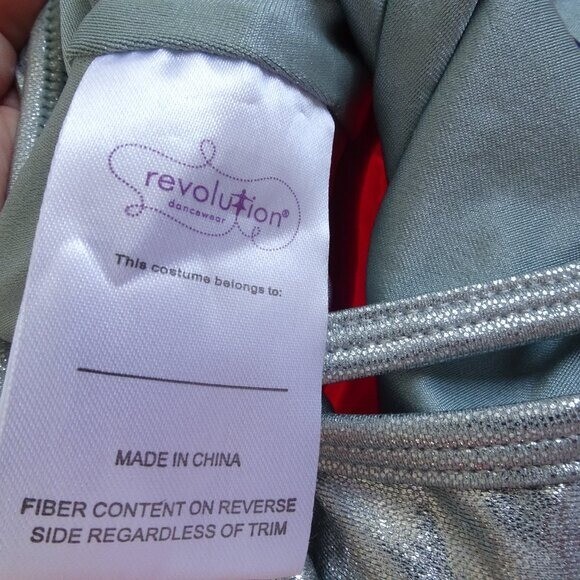 revolution®
dancewear
This costume belongs to:
MADE IN CHINA
FIBER CONTENT ON REVERSE
SIDE REGARDLESS OF TRIM